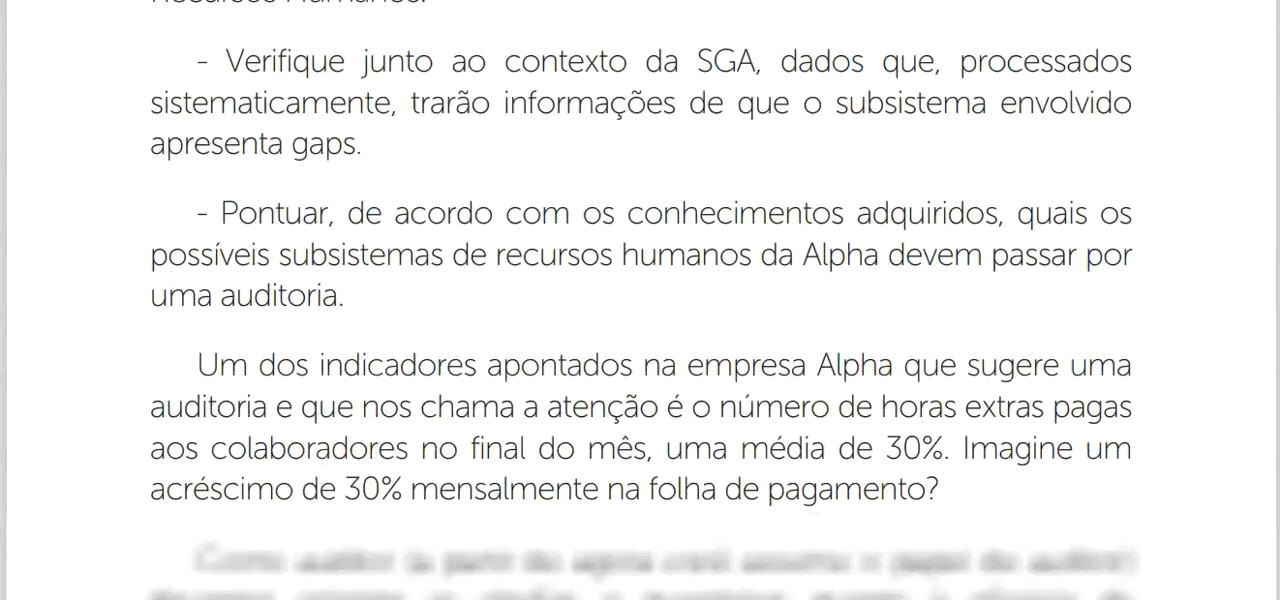 - Verifique junto ao contexto da SGA, dados que, processados
sistematicamente, trarão informações de que o subsistema envolvido
apresenta gaps.
- Pontuar, de acordo com os conhecimentos adquiridos, quais os
possíveis subsistemas de recursos humanos da Alpha devem passar por
uma auditoria.
Um dos indicadores apontados na empresa Alpha que sugere uma
auditoria e que nos chama a atenção é o número de horas extras pagas
aos colaboradores no final do mês, uma média de 30%. Imagine um
acréscimo de 30% mensalmente na folha de pagamento?